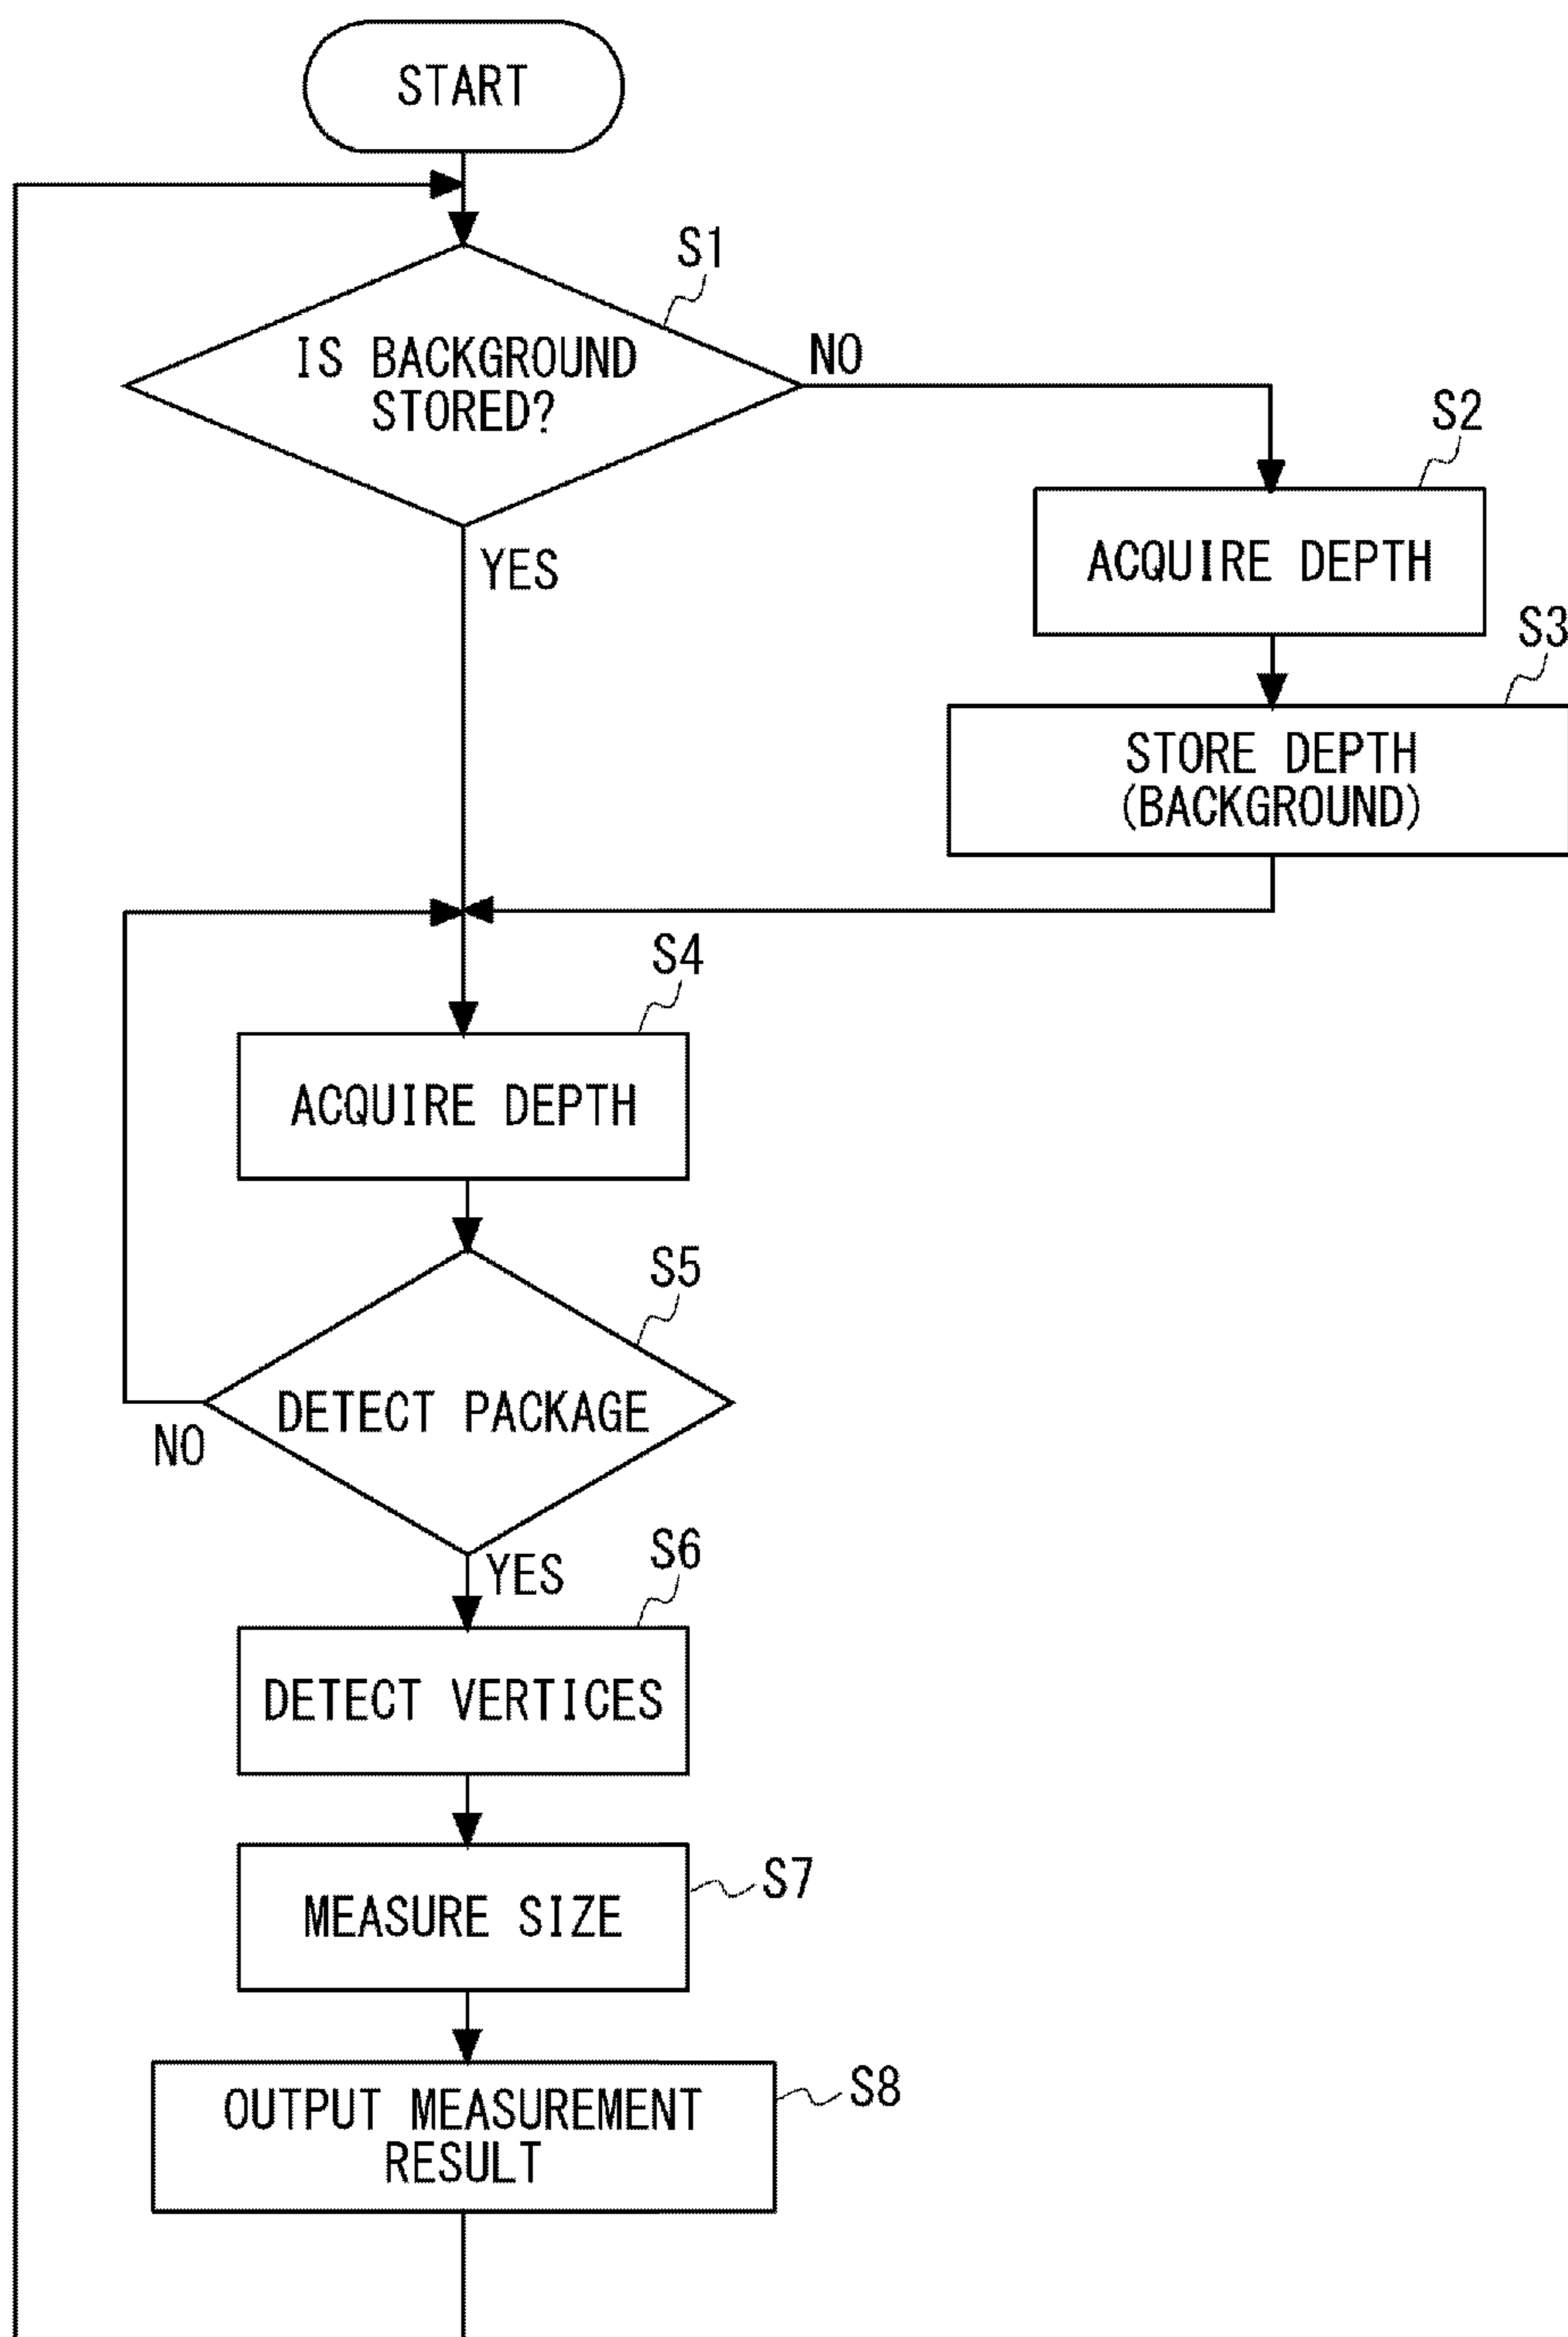 START
S1
IS BACKGROUND
STORED?
NO
YES
S2
ACQUIRE DEPTH
S3
STORE DEPTH
(BACKGROUND)
S4
ACQUIRE DEPTH
S5
DETECT PACKAGE
NO
YES
S6
DETECT VERTICES
S7
MEASURE SIZE
S8
OUTPUT MEASUREMENT
RESULT